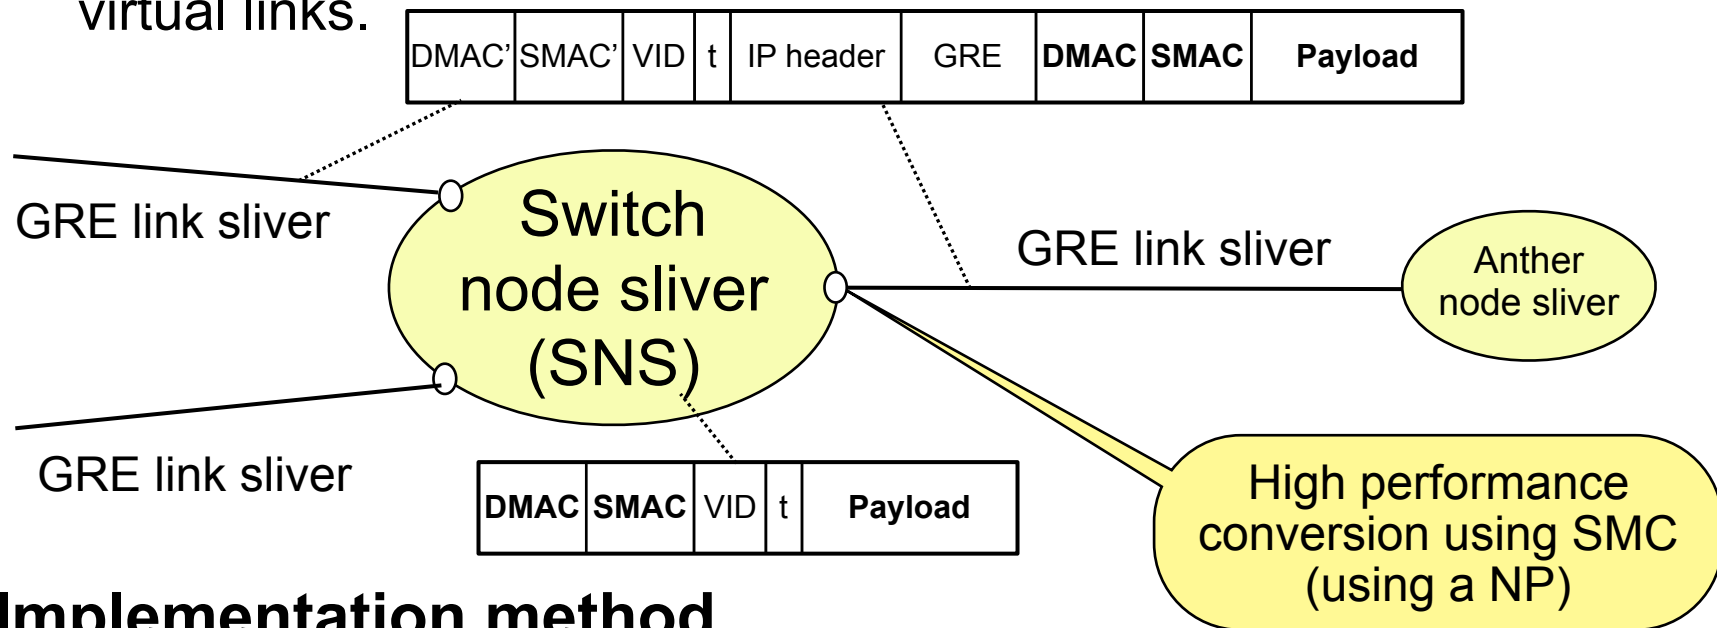 virtual links.
DMAC’ SMAC’ VID t IP header GRE DMAC SMAC Payload
GRE link sliver
Switch
node sliver
(SNS)
GRE link sliver
Anther
node sliver
GRE link sliver
DMAC SMAC VID t Payload
High performance
conversion using SMC
(using a NP)
Implementation method